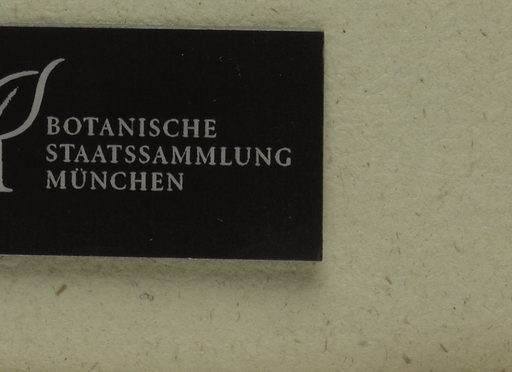 BOTANISCHE
STAATSSAMMLUNG
MÜNCHEN